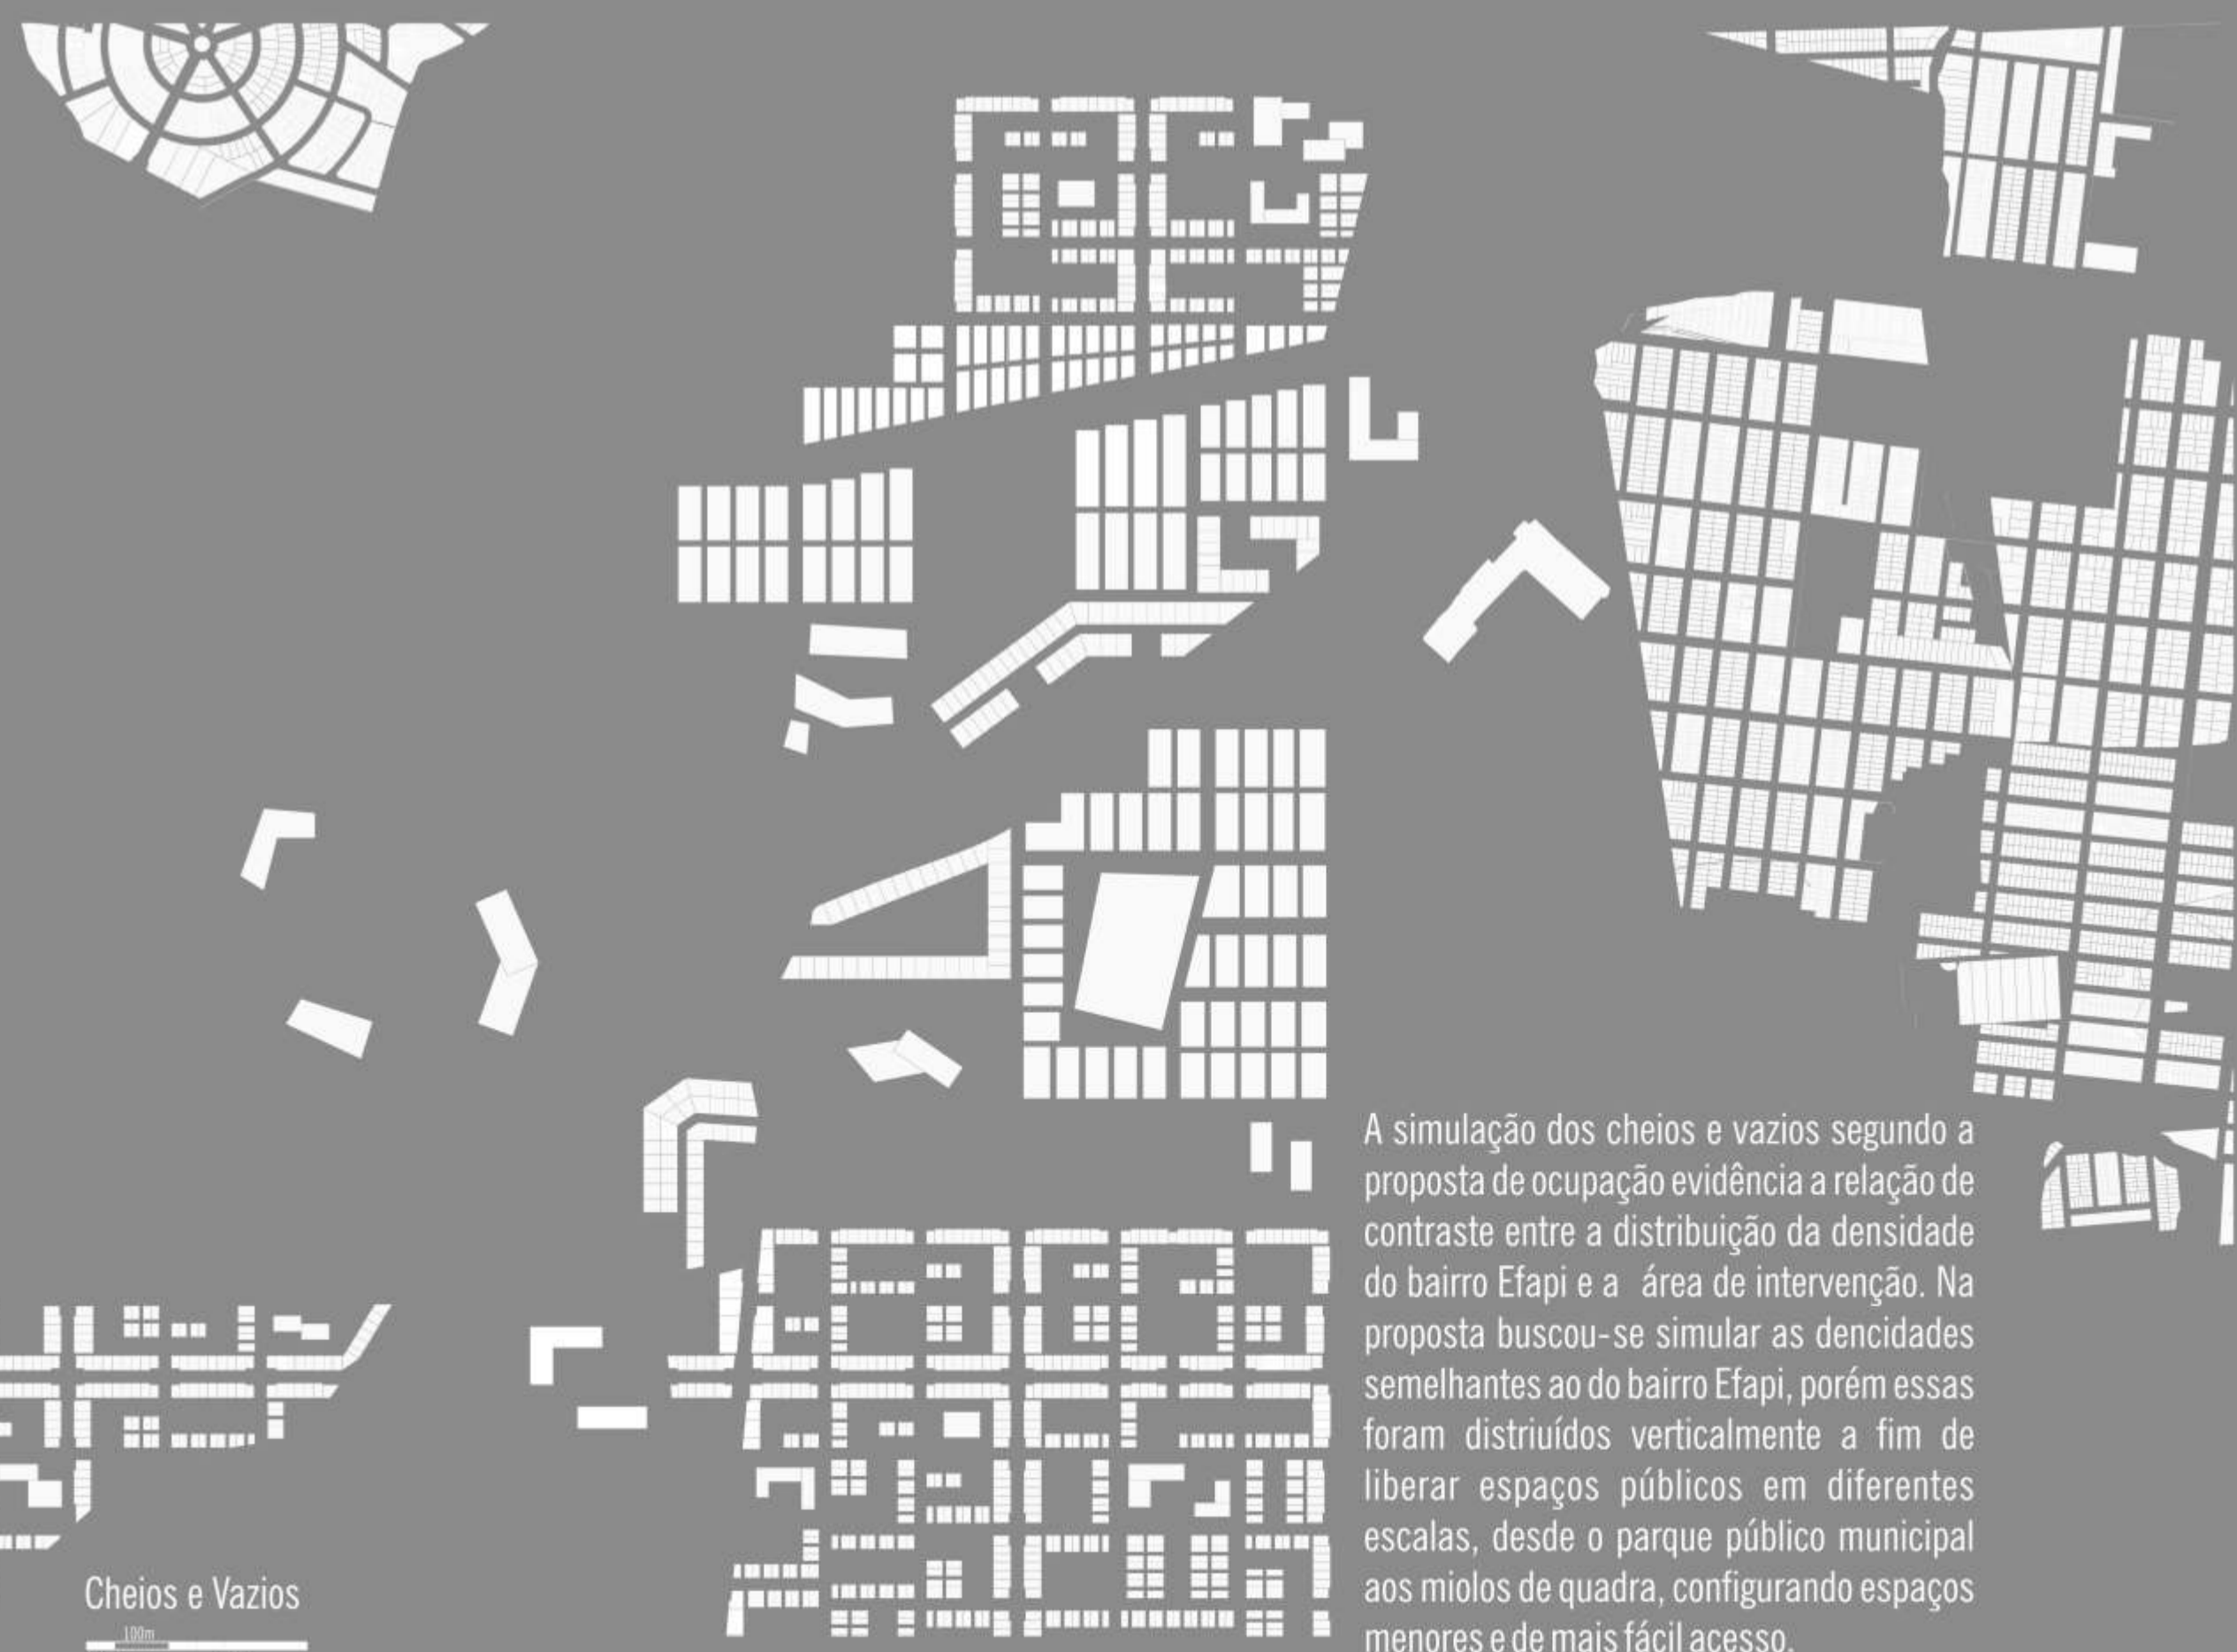 A simulação dos cheios e vazios segundo a
proposta de ocupação evidência a relação de
contraste entre a distribuição da densidade
do bairro Efapi e a área de intervenção. Na
proposta buscou-se simular as dencidades
semelhantes ao do bairro Efapi, porém essas
foram distriuídos verticalmente a fim de
liberar espaços públicos em diferentes
escalas, desde o parque público municipal
aos miolos de quadra, configurando espaços
menores e de mais fácil acesso.
Cheios e Vazios
100m